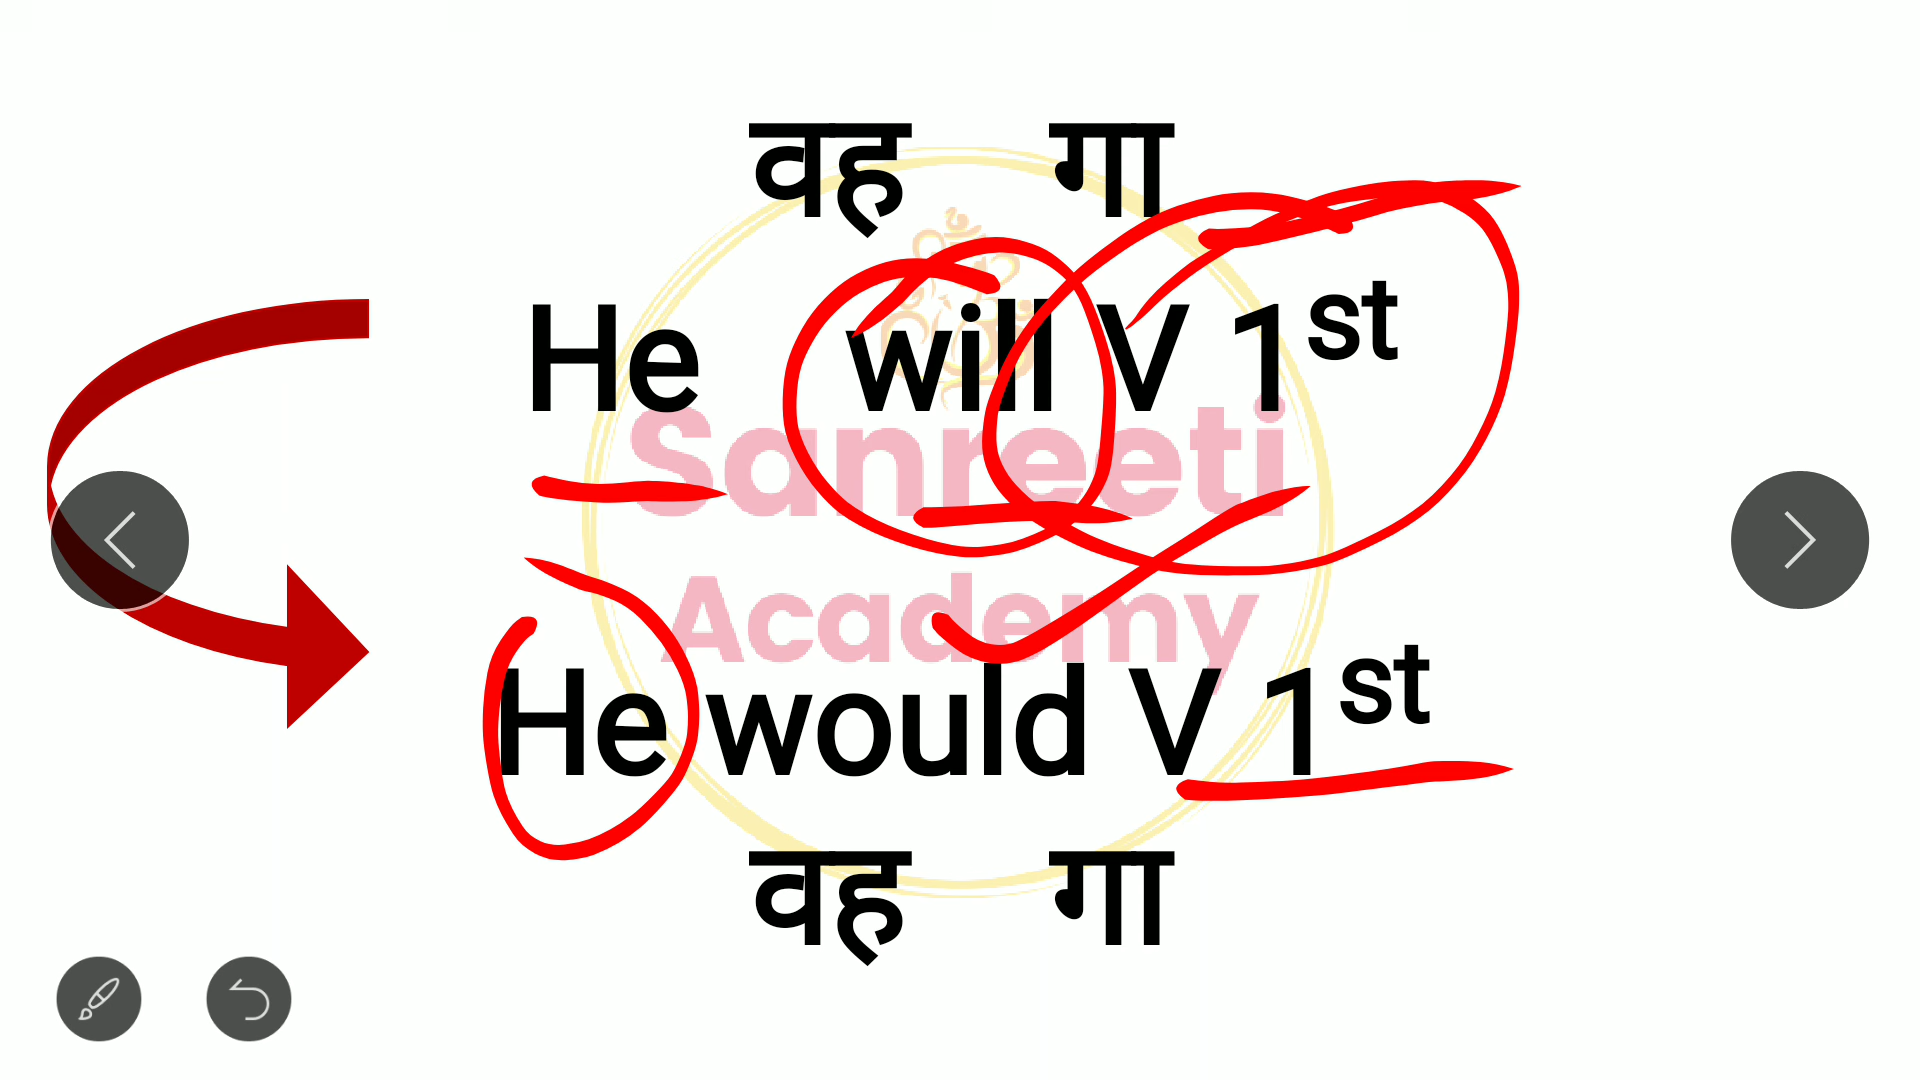 वह गा
He will V 1st
Sanreeti
Academy
He would V 1st
वह गा